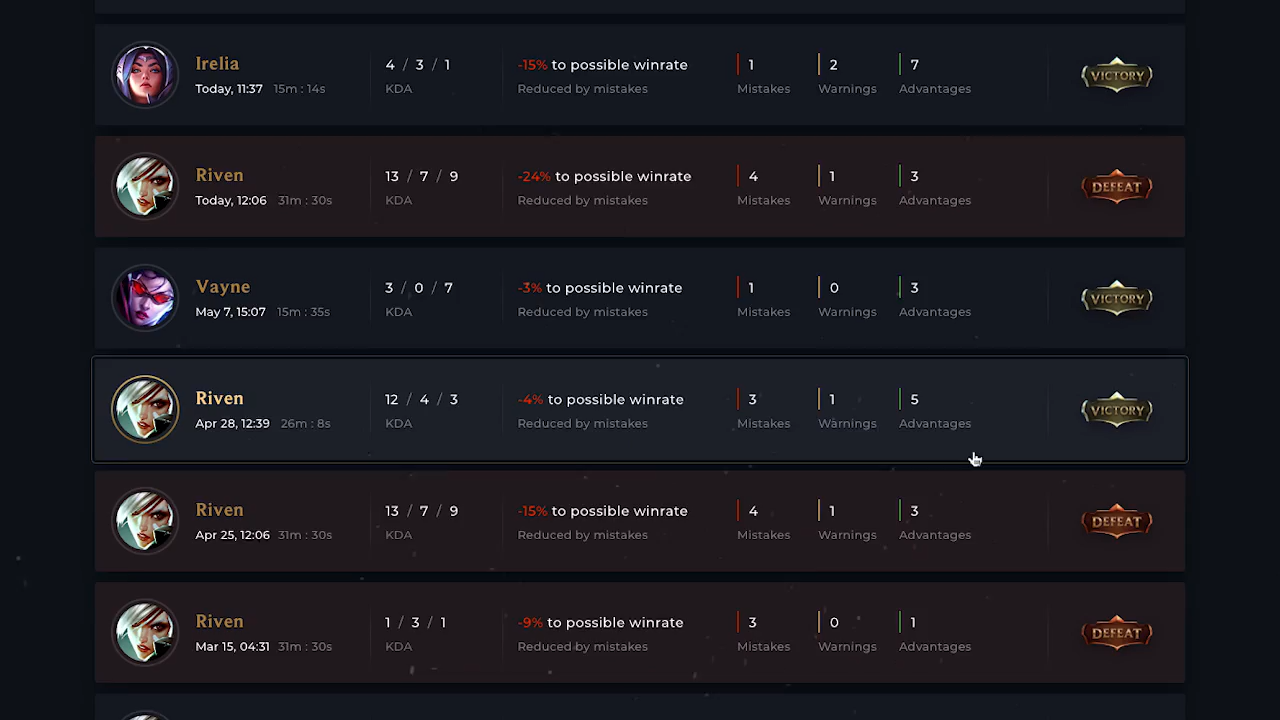 Irelia
Today, 11:37 15m : 14s
4 / 3 / 1
KDA
-15% to possible winrate
Reduced by mistakes
1
Mistakes
2
Warnings
7
Advantages
VICTORY
Riven
Today, 12:06 31m : 30s
13 / 7 / 9
KDA
-24% to possible winrate
Reduced by mistakes
4
Mistakes
1
Warnings
3
Advantages
DEFEAT
Vayne
May 7, 15:07 15m : 35s
3 / 0 / 7
KDA
-3% to possible winrate
Reduced by mistakes
1
Mistakes
0
Warnings
3
Advantages
VICTORY
Riven
Apr 28, 12:39 26m : 8s
12 / 4 / 3
KDA
-4% to possible winrate
Reduced by mistakes
3
Mistakes
1
Warnings
5
Advantages
VICTORY
Riven
Apr 25, 12:06 31m : 30s
13 / 7 / 9
KDA
-15% to possible winrate
Reduced by mistakes
4
Mistakes
1
Warnings
3
Advantages
DEFEAT
Riven
Mar 15, 04:31 31m : 30s
1 / 3 / 1
KDA
-9% to possible winrate
Reduced by mistakes
3
Mistakes
0
Warnings
1
Advantages
DEFEAT